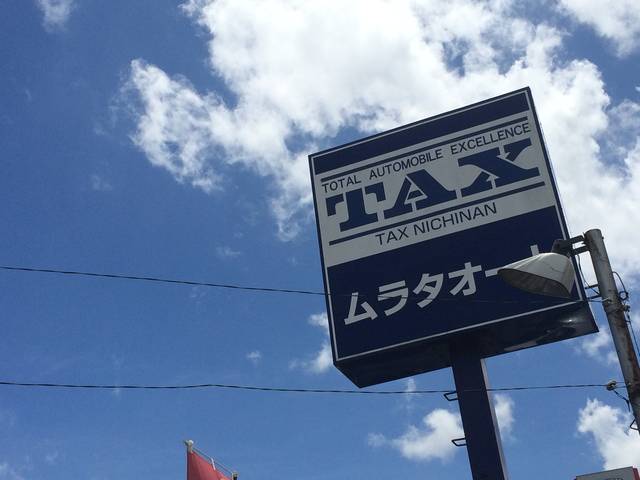 TOTAL AUTOMOBILE EXCELLENCE
TAX
TAX NICHINAN
ムラタオー